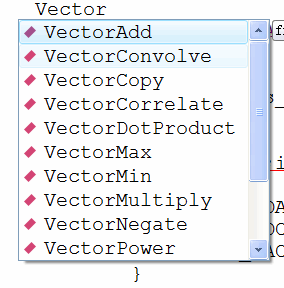 Vector
VectorAdd
VectorConvolve
VectorCopy
VectorCorrelate
VectorDotProduct
VectorMax
VectorMin
VectorMultiply
VectorNegate
VectorPower
}